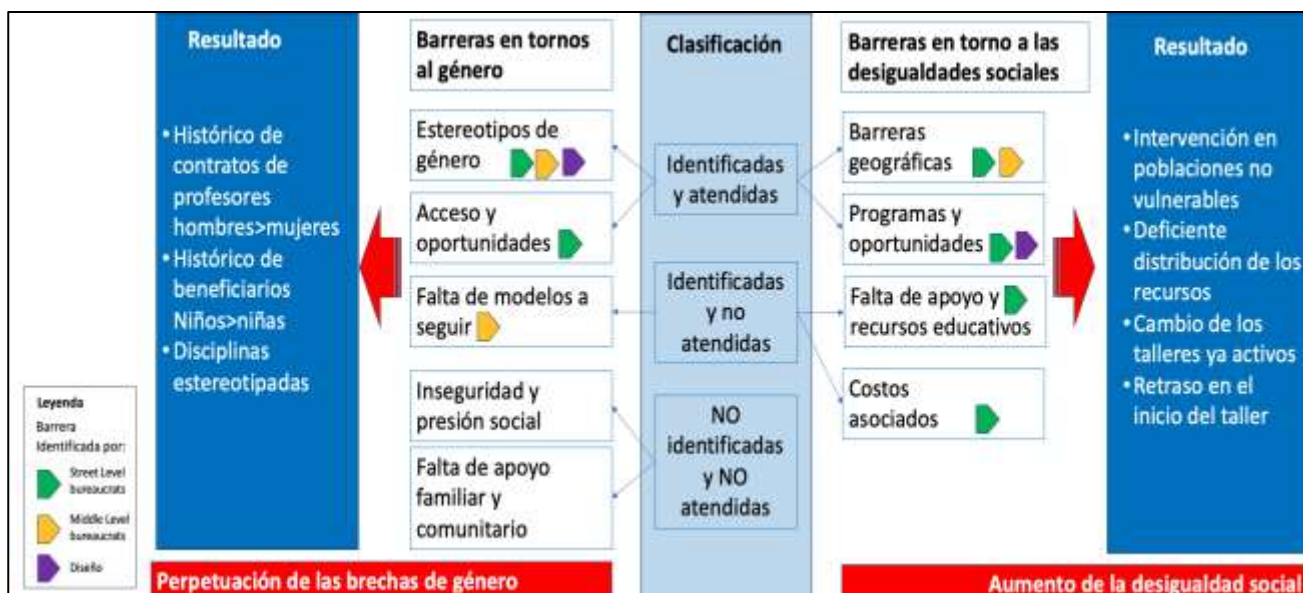 Resultado
• Histórico de
contratos de
profesores
hombres>mujeres
• Histórico de
beneficiarios
Niños>niñas
• Disciplinas
estereotipadas
Barreras en tornos
al género
Estereotipos de
género
Acceso y
oportunidades
Falta de modelos a
seguir
Inseguridad y
presión social
Falta de apoyo
familiar y
comunitario
Clasificación
Identificadas
y atendidas
Identificadas
y no
atendidas
NO
identificadas
y NO
atendidas
Barreras en torno a las
desigualdades sociales
Barreras
geográficas
Programas y
oportunidades
Falta de apoyo y
recursos educativos
Costos
asociados
Resultado
• Intervención en
poblaciones no
vulnerables
• Deficiente
distribución de los
recursos
• Cambio de los
talleres ya activos
• Retraso en el
inicio del taller
Leyenda
Barrera
Identificada por:
Street Level
bureaucrats
Middle Level
bureaucrats
Diseño
Perpetuación de las brechas de género
Aumento de la desigualdad social